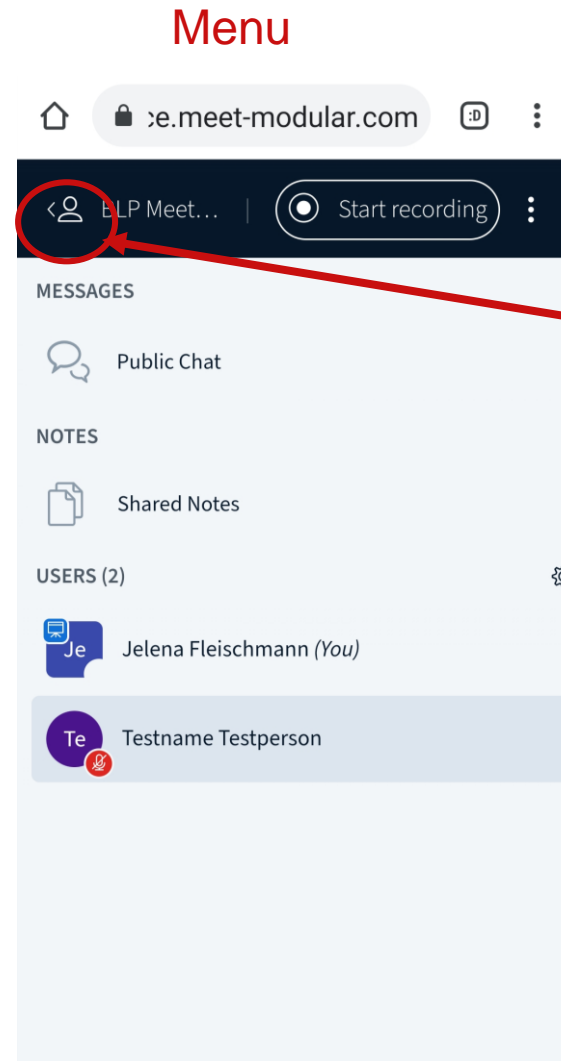 Menu
:e.meet-modular.com :D
BLP Meet… | Start recording
MESSAGES
Public Chat
NOTES
Shared Notes
USERS (2)
Je Jelena Fleischmann (You)
Te Testname Testperson